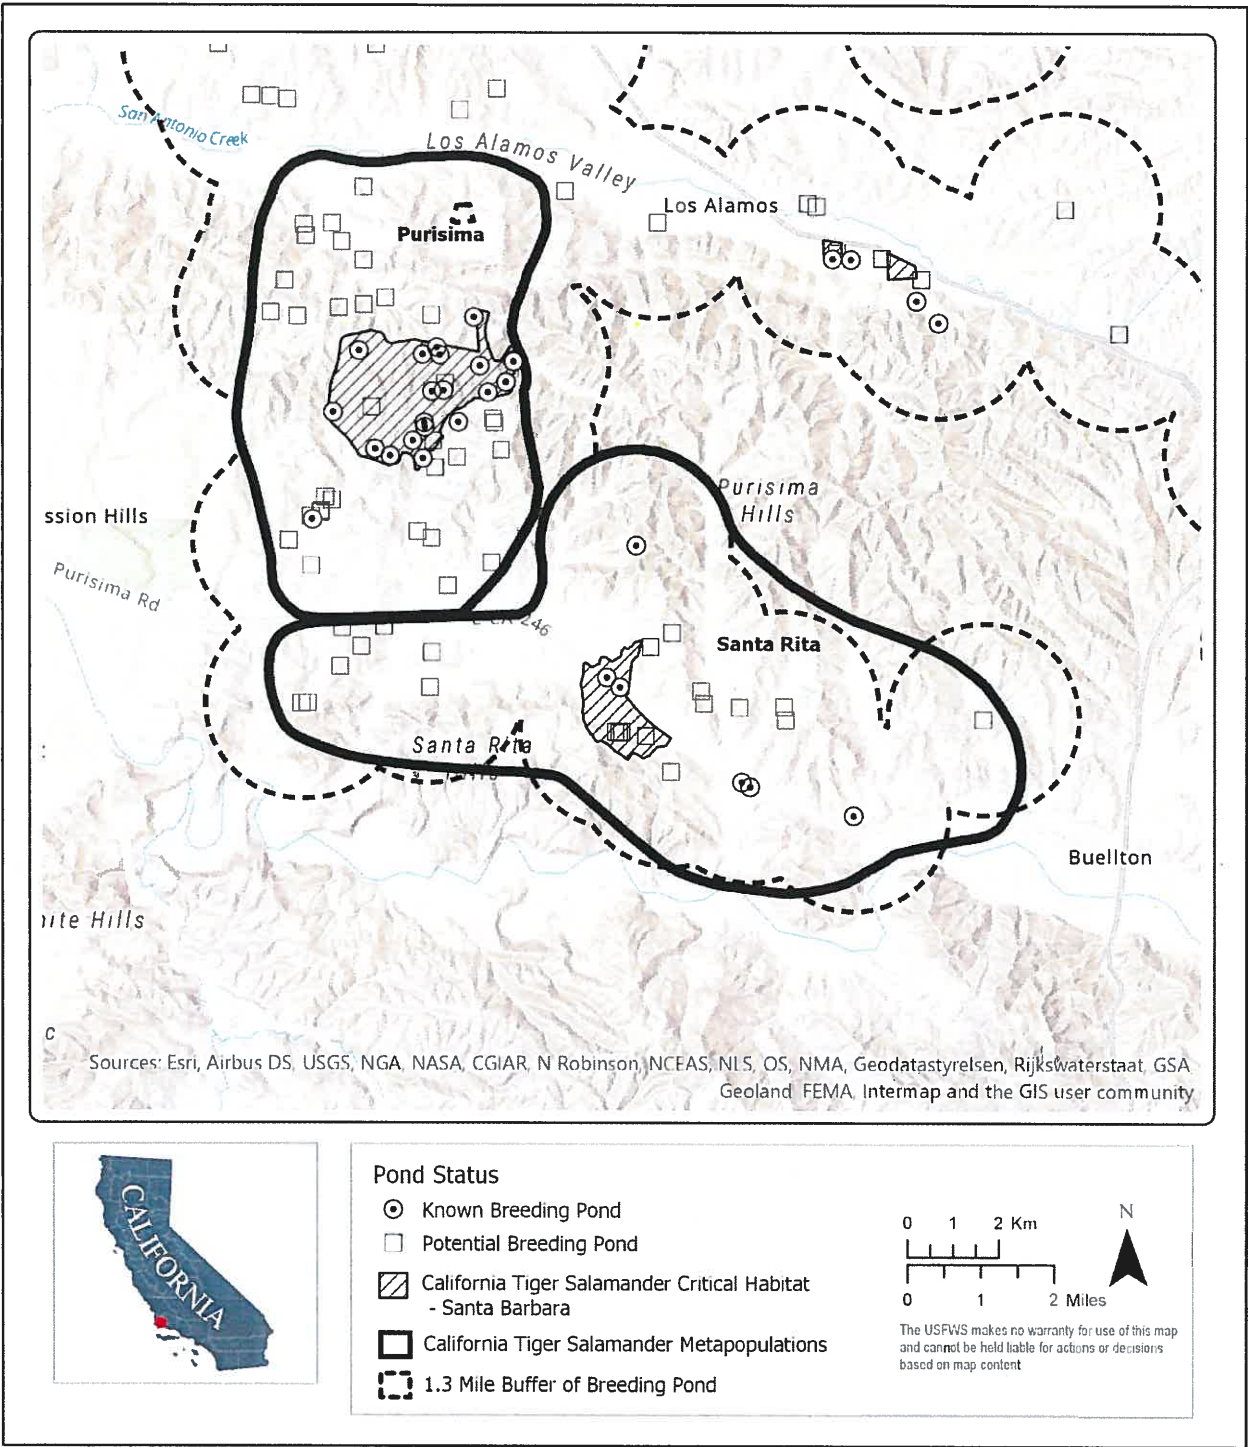 San Antonio Creek
Los Alamos Valley
Los Alamos
Purisima
Purisima
Hills
ssion Hills
Purisima Rd
246
Santa Rita
Santa Rita
Buellton
ite Hills
c
Sources: Esri, Airbus DS, USGS, NGA, NASA, CGIAR, N Robinson, NCEAS, NLS, OS, NMA, Geodatastyrelsen, Rijkswaterstaat, GSA,
Geoland, FEMA, Intermap and the GIS user community
CALIFORNIA
Pond Status
Known Breeding Pond
Potential Breeding Pond
California Tiger Salamander Critical Habitat
- Santa Barbara
California Tiger Salamander Metapopulations
1.3 Mile Buffer of Breeding Pond
0 1 2 Km
0 1 2 Miles
N
The USFWS makes no warranty for use of this map
and cannot be held liable for actions or decisions
based on map content